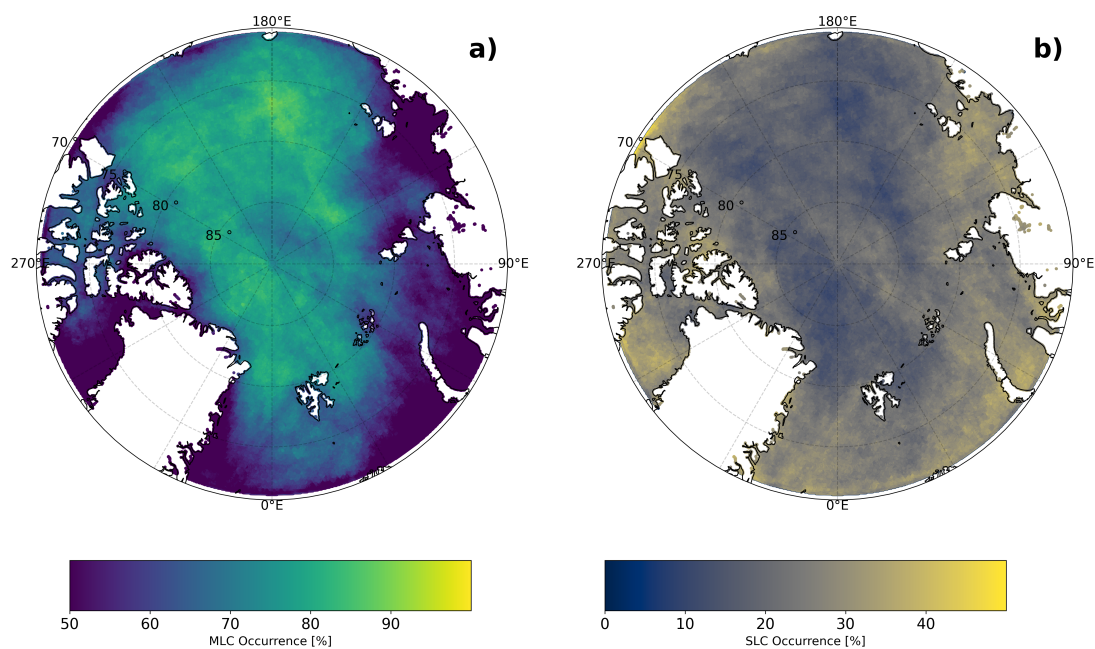 180°E
180°E
a)
b)
70 °
70 °
75 °
75 °
80 °
80 °
85 °
85 °
270°E
90°E
270°E
90°E
0°E
0°E
50 60 70 80 90
MLC Occurrence [%]
0 10 20 30 40
SLC Occurrence [%]